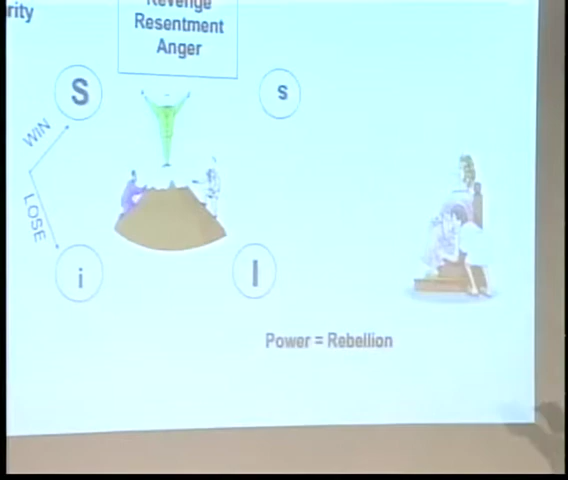 rity
Revenge
Resentment
Anger
S
s
WIN
LOSE
i
I
Power = Rebellion